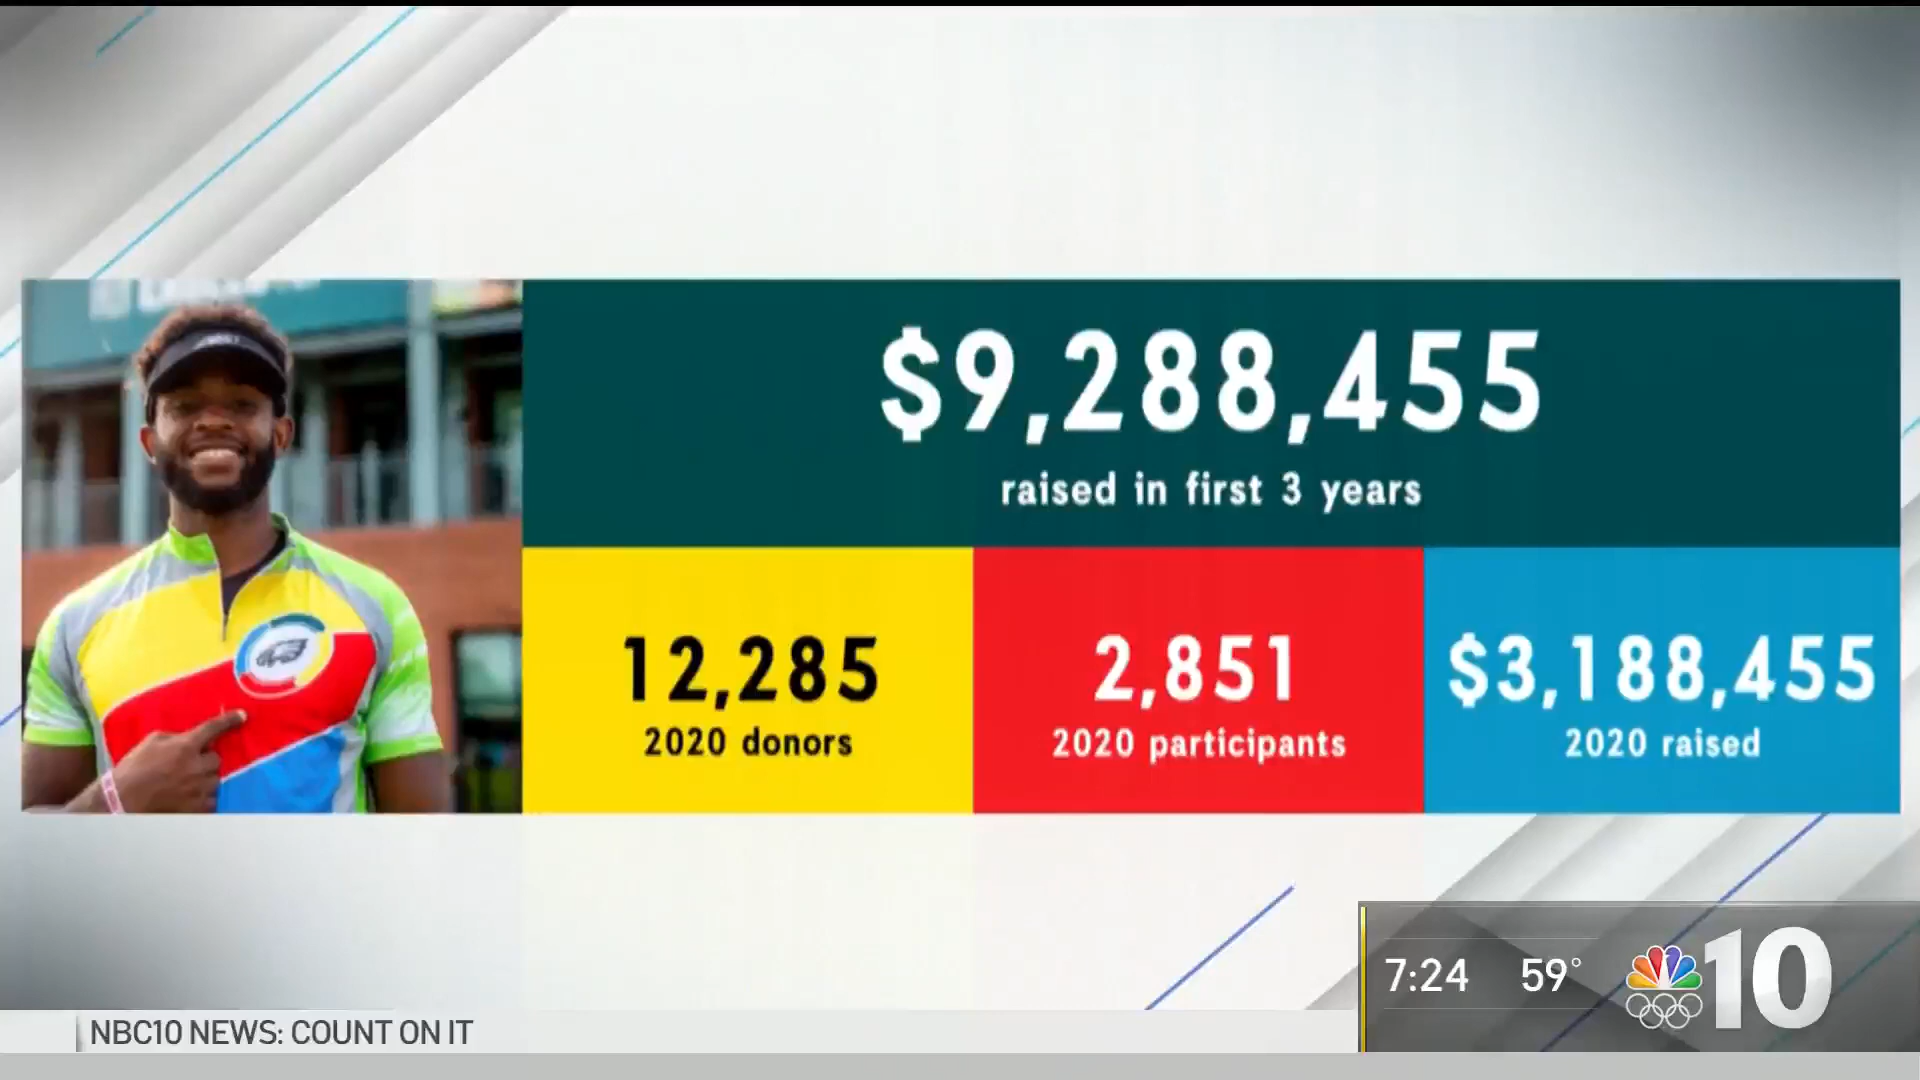 $9,288,455
raised in first 3 years
12,285
2020 donors
2,851
2020 participants
$3,188,455
2020 raised
7:24 59° 10
NBC10 NEWS: COUNT ON IT